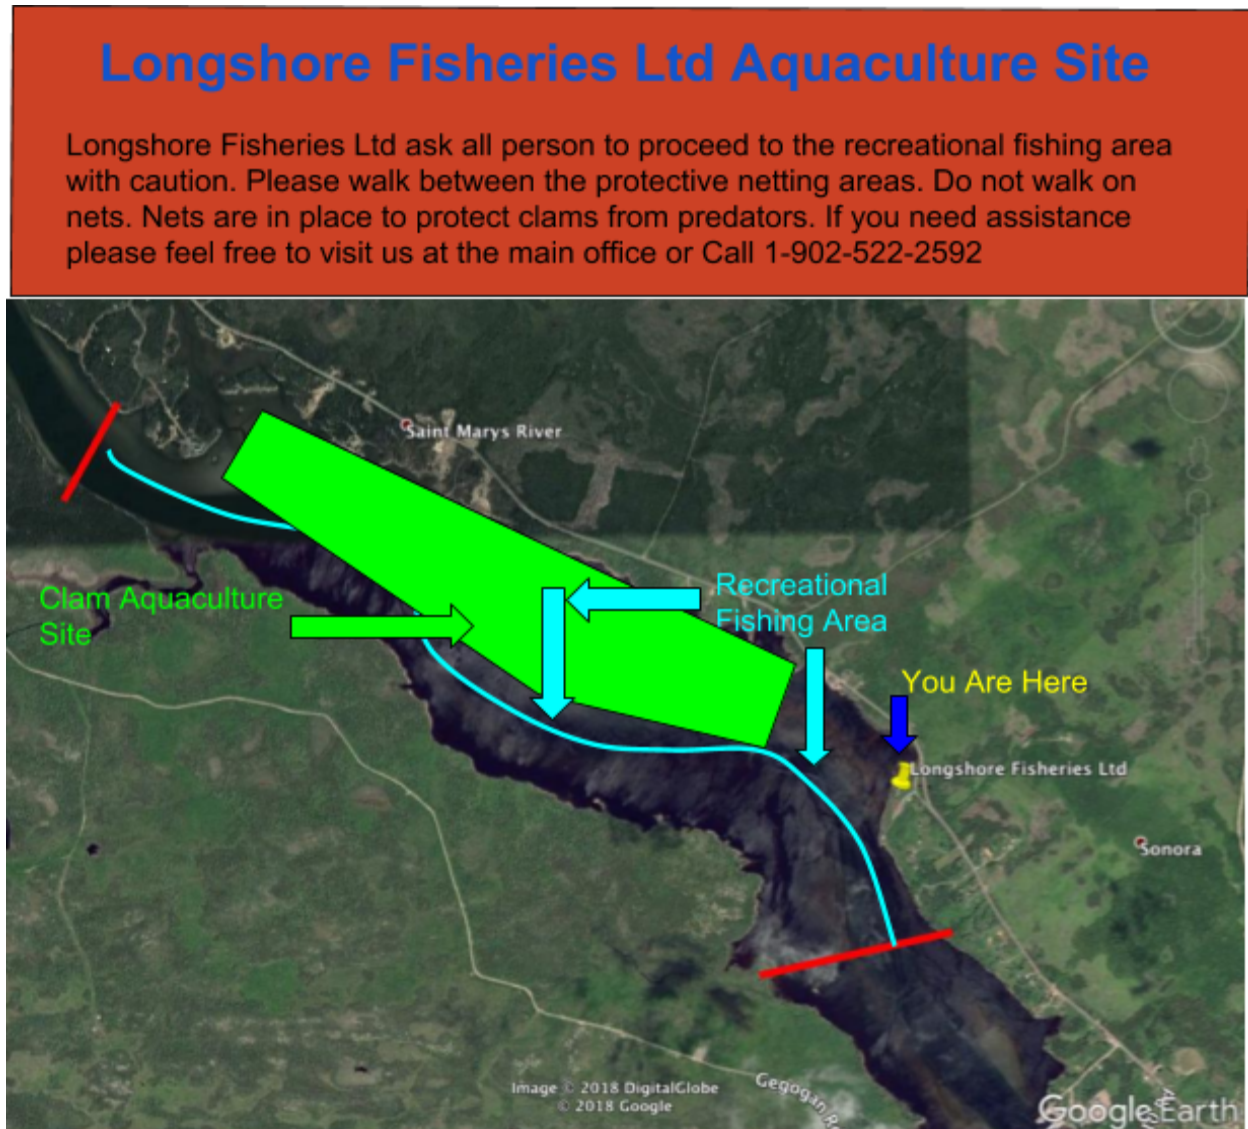 Longshore Fisheries Ltd Aquaculture Site
Longshore Fisheries Ltd ask all person to proceed to the recreational fishing area
with caution. Please walk between the protective netting areas. Do not walk on
nets. Nets are in place to protect clams from predators. If you need assistance
please feel free to visit us at the main office or Call 1-902-522-2592
Saint Marys River
Clam Aquaculture
Site
Recreational
Fishing Area
You Are Here
Longshore Fisheries Ltd
Sonora
Image © 2018 DigitalGlobe
© 2018 Google
Gegogan
Google Earth